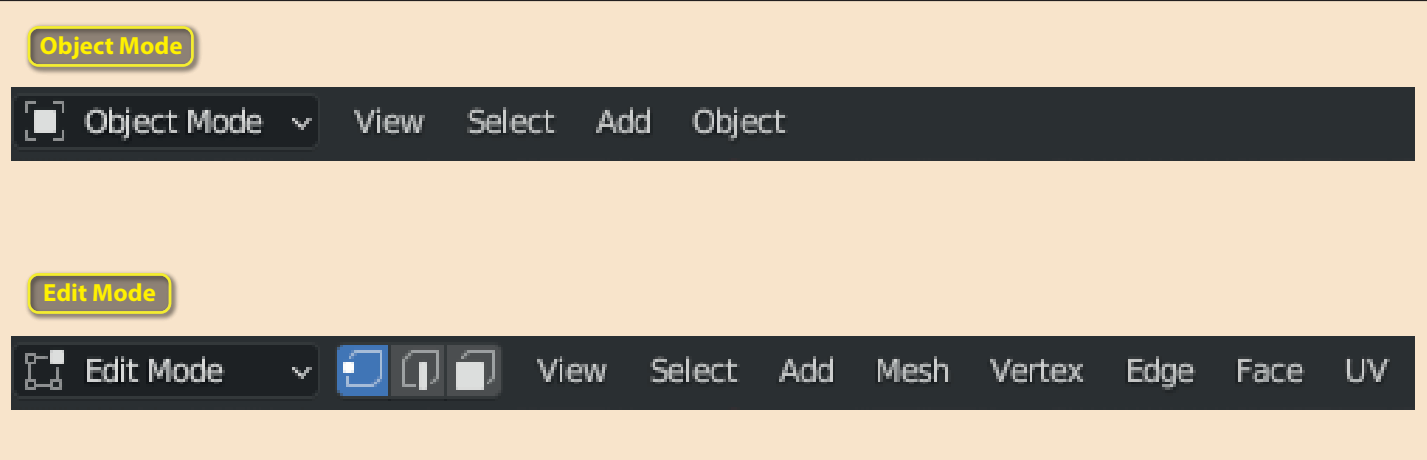 Object Mode
Object Mode View Select Add Object
Edit Mode
Edit Mode View Select Add Mesh Vertex Edge Face UV